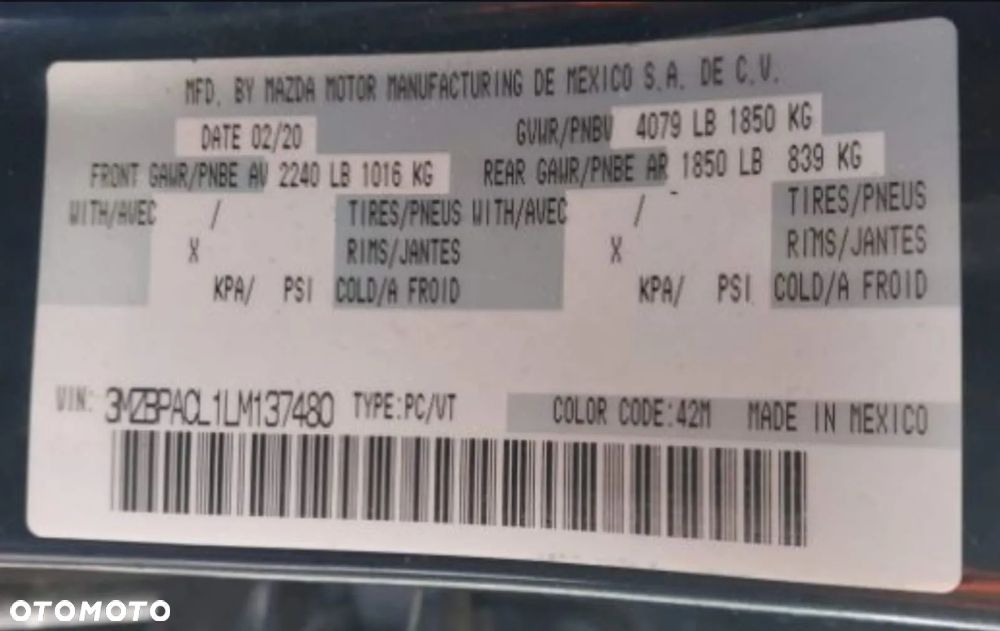 MFD. BY MAZDA MOTOR MANUFACTURING DE MEXICO S.A. DE C.V.
DATE 02/20 GVWR/PNBV 4079 LB 1850 KG
FRONT GAWR/PNBE AV 2240 LB 1016 KG REAR GAWR/PNBE AR 1850 LB 839 KG
WITH/AVEC / TIRES/PNEUS WITH/AVEC / TIRES/PNEUS
X RIMS/JANTES X RIMS/JANTES
KPA/ PSI COLD/A FROID KPA/ PSI COLD/A FROID
VIN: 3MZBPACL1LM137480 TYPE:PC/VT COLOR CODE:42M MADE IN MEXICO
OTOMOTO